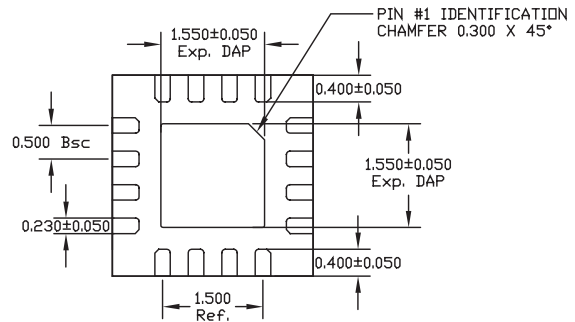 PIN #1 IDENTIFICATION
CHAMFER 0.300 X 45°
1.550±0.050
Exp. DAP
0.400±0.050
0.500 Bsc
1.550±0.050
Exp. DAP
0.230±0.050
0.400±0.050
1.500
Ref.